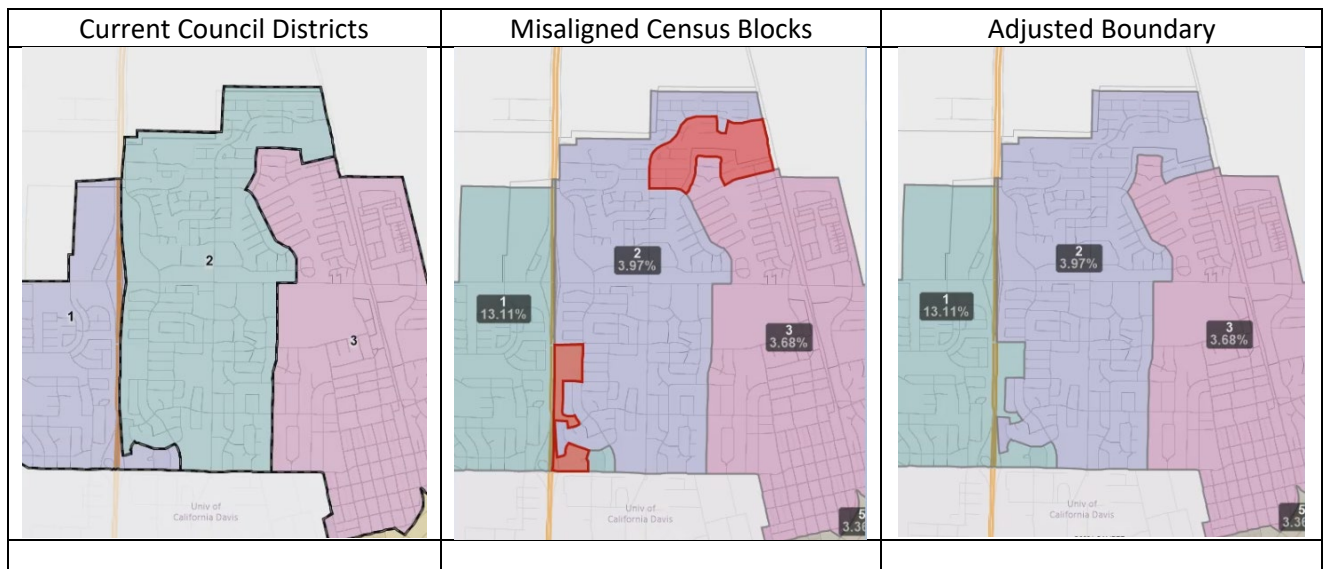 Current Council Districts
Misaligned Census Blocks
Adjusted Boundary
1
2
3
Univ of
California Davis
2
3.97%
1
13.11%
3
3.68%
Univ of
California Davis
5
2
3.97%
1
13.11%
3
3.68%
Univ of
California Davis
5